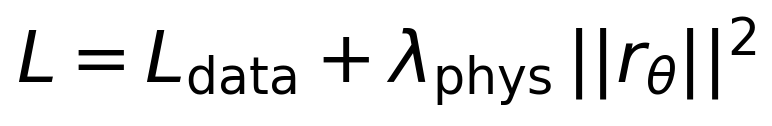 L = L_data + λ_phys ||r_θ||²